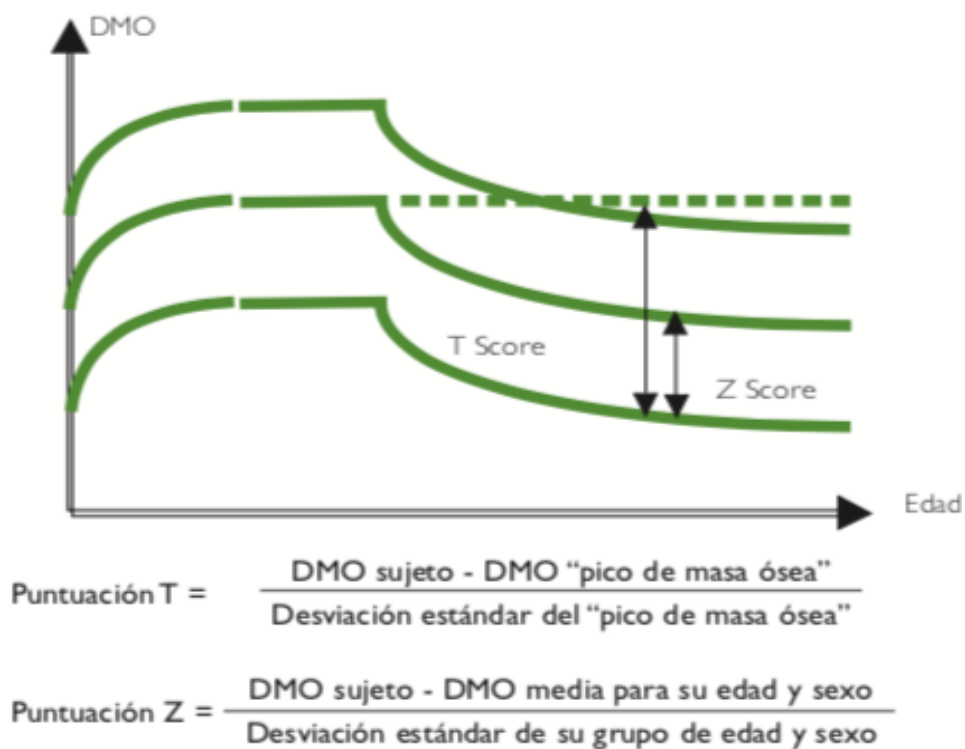 DMO
T Score
Z Score
Edad
Puntuación T = DMO sujeto - DMO “pico de masa ósea”
Desviación estándar del “pico de masa ósea”
Puntuación Z = DMO sujeto - DMO media para su edad y sexo
Desviación estándar de su grupo de edad y sexo